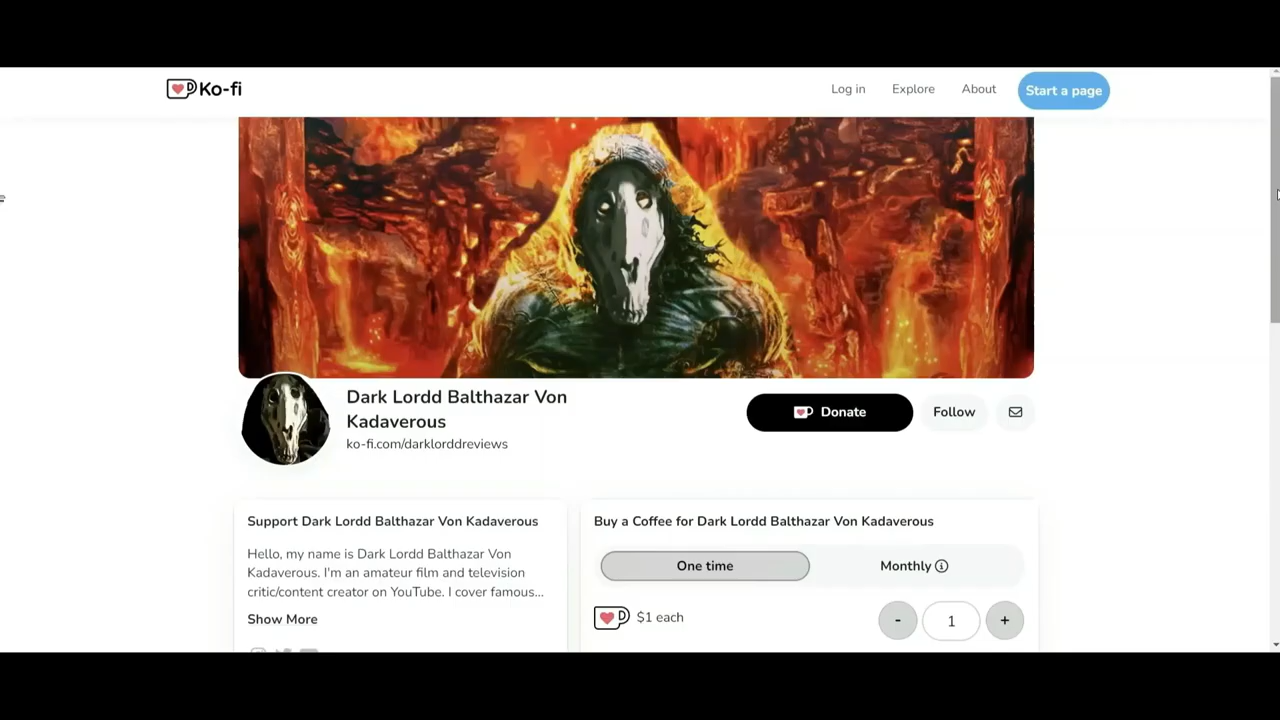 Ko-fi
Log in
Explore
About
Start a page
Dark Lordd Balthazar Von
Kadaverous
ko-fi.com/darklorddreviews
Donate
Follow
Support Dark Lordd Balthazar Von Kadaverous
Hello, my name is Dark Lordd Balthazar Von
Kadaverous. I'm an amateur film and television
critic/content creator on YouTube. I cover famous...
Show More
Buy a Coffee for Dark Lordd Balthazar Von Kadaverous
One time
Monthly
$1 each
-
1
+